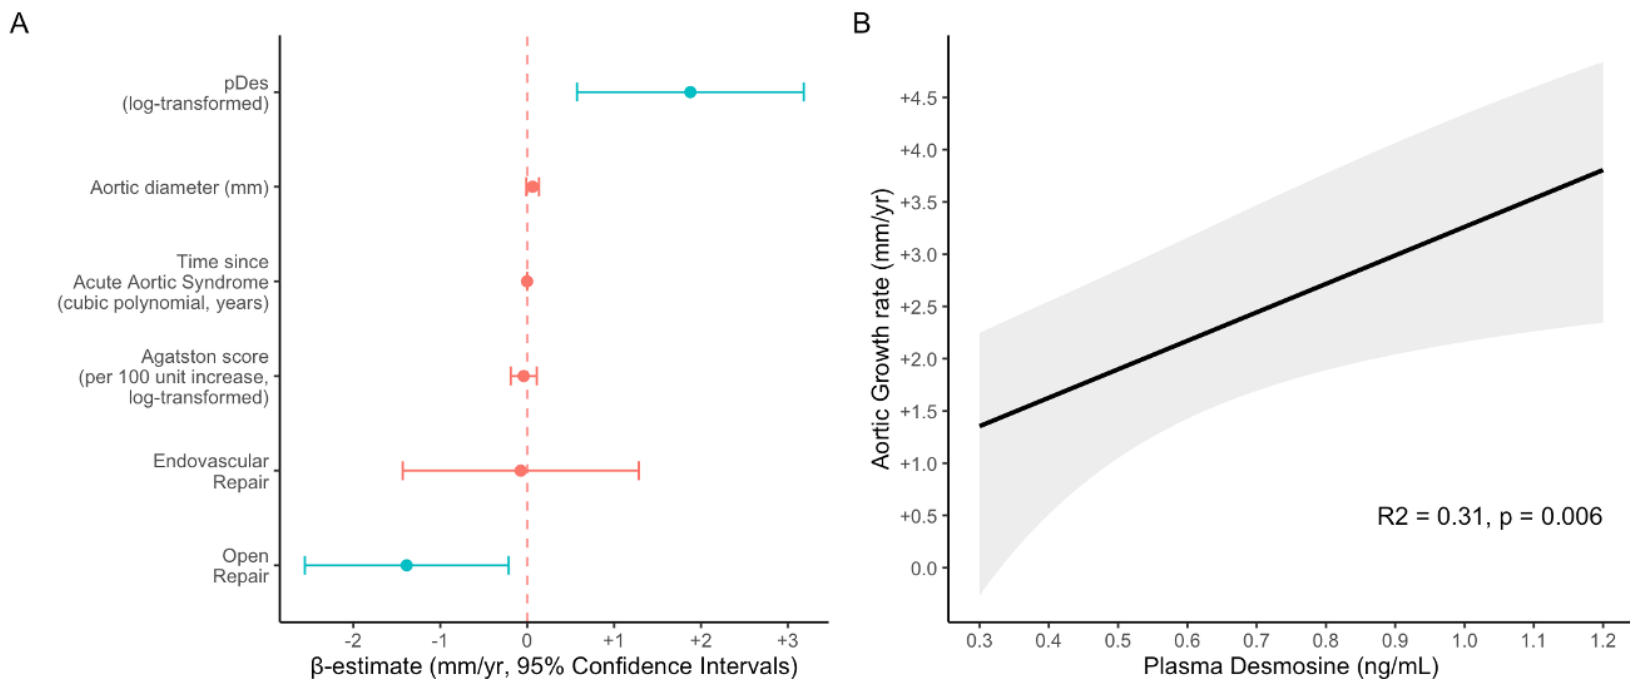 A
pDes
(log-transformed)
Aortic diameter (mm)
Time since
Acute Aortic Syndrome
(cubic polynomial, years)
Agatston score
(per 100 unit increase,
log-transformed)
Endovascular
Repair
Open
Repair
-2 -1 0 +1 +2 +3
β-estimate (mm/yr, 95% Confidence Intervals)
B
Aortic Growth rate (mm/yr)
+4.5
+4.0
+3.5
+3.0
+2.5
+2.0
+1.5
+1.0
+0.5
0.0
R2 = 0.31, p = 0.006
0.3 0.4 0.5 0.6 0.7 0.8 0.9 1.0 1.1 1.2
Plasma Desmosine (ng/mL)